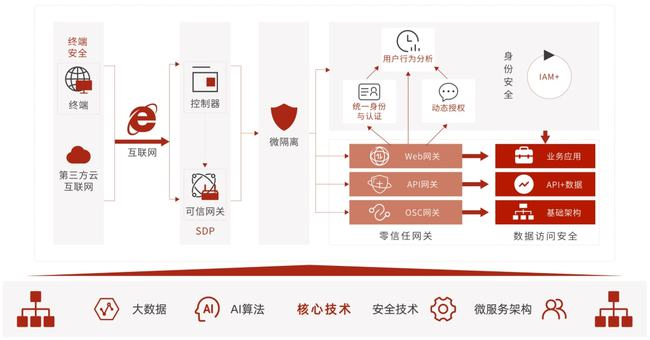 终端
安全
终端
第三方云
互联网
互联网
控制器
可信网关
SDP
微隔离
用户行为分析
统一身份
与认证
动态授权
身份安全
IAM+
Web网关
API网关
OSC网关
零信任网关
业务应用
API+数据
基础架构
数据访问安全
大数据
AI
AI算法
核心技术
安全技术
微服务架构